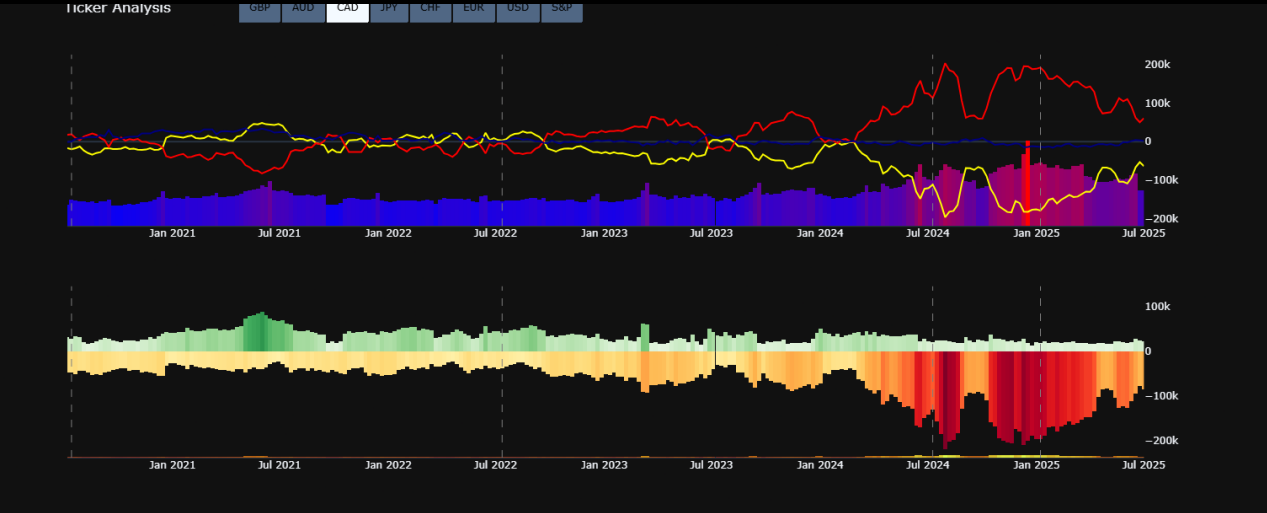 Ticker Analysis GBP AUD CAD JPY CHF EUR USD S&P
200k
100k
0
−100k
−200k
Jan 2021 Jul 2021 Jan 2022 Jul 2022 Jan 2023 Jul 2023 Jan 2024 Jul 2024 Jan 2025 Jul 2025
100k
0
−100k
−200k
Jan 2021 Jul 2021 Jan 2022 Jul 2022 Jan 2023 Jul 2023 Jan 2024 Jul 2024 Jan 2025 Jul 2025